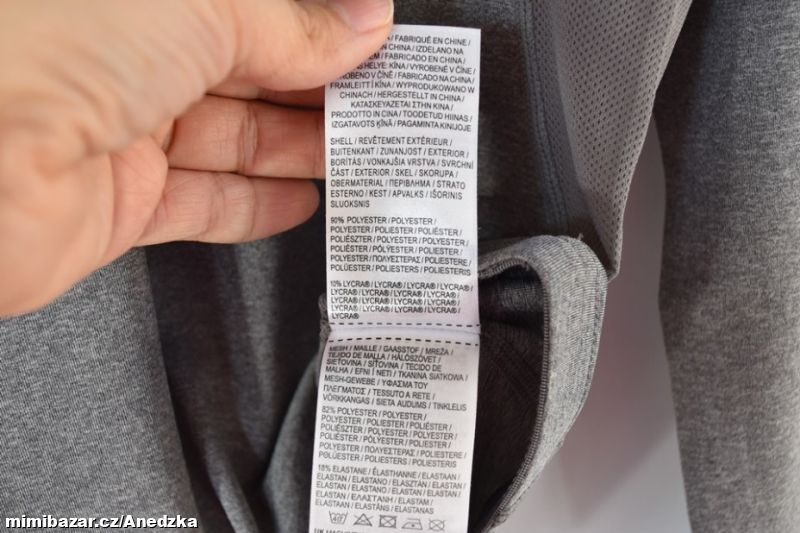 / FABRIQUÉ EN CHINE /
EN CHINA / IZDELANO NA
/ FABRICADO EN CHINA /
HELYE: KÍNA / VYROBENÉ V ČÍNE /
VYROBENO V ČÍNĚ / FABRICADO NA CHINA /
FRAMLEITT Í KÍNA / WYPRODUKOWANO W
CHINACH / HERGESTELLT IN CHINA /
ΚΑΤΑΣΚΕΥΑΖΕΤΑΙ ΣΤΗΝ ΚΙΝΑ /
PRODOTTO IN CINA / TOODETUD HIINAS /
IZGATAVOTS ĶĪNĀ / PAGAMINTA KINIJOJE
SHELL / REVÊTEMENT EXTÉRIEUR /
BUITENKANT / ZUNANJOST / EXTERIOR /
BORÍTÁS / VONKAJŠIA VRSTVA / SVRCHNÍ
ČÁST / EXTERIOR / SKEL / SKORUPA /
OBERMATERIAL / ΠΕΡΙΒΛΗΜΑ / STRATO
ESTERNO / KEST / APVALKS / IŠORINIS
SLUOKSNIS
90% POLYESTER / POLYESTER /
POLYESTER / POLIESTER / POLIÉSTER /
POLIÉSZTER / POLYESTER / POLYESTER /
POLIÉSTER / PÓLÝESTER / POLIESTER /
POLYESTER / ΠΟΛΥΕΣΤΕΡΑΣ / POLIESTERE /
POLÜESTER / POLIESTERS / POLIESTERIS
10% LYCRA® / LYCRA® / LYCRA® / LYCRA® /
LYCRA® / LYCRA® / LYCRA® / LYCRA® /
LYCRA® / LYCRA® / LYCRA® / LYCRA® /
LYCRA® / LYCRA® / LYCRA® / LYCRA® /
LYCRA®
MESH / MAILLE / GAASSTOF / MREŽA /
TEJIDO DE MALLA / HÁLÓSZÖVET /
SIEŤOVINA / SÍŤOVINA / TECIDO DE
MALHA / EFNI Í NETI / TKANINA SIATKOWA /
MESH-GEWEBE / ΥΦΑΣΜΑ ΤΟΥ
ΠΛΕΓΜΑΤΟΣ / TESSUTO A RETE /
VÕRKKANGAS / SIETA AUDUMS / TINKLELIS
82% POLYESTER / POLYESTER /
POLYESTER / POLIESTER / POLIÉSTER /
POLIÉSZTER / POLYESTER / POLYESTER /
POLIÉSTER / PÓLÝESTER / POLIESTER /
POLYESTER / ΠΟΛΥΕΣΤΕΡΑΣ / POLIESTERE /
POLÜESTER / POLIESTERS / POLIESTERIS
18% ELASTANE / ÉLASTHANNE / ELASTAAN /
ELASTAN / ELASTANO / ELASZTÁN / ELASTAN /
ELASTAN / ELASTANO / ELASTAN / ELASTAN /
ELASTAN / ΕΛΑΣΤΑΝΗ / ELASTAM /
ELASTAAN / ELASTĀNS / ELASTANAS
40
mimibazar.cz/Anedzka